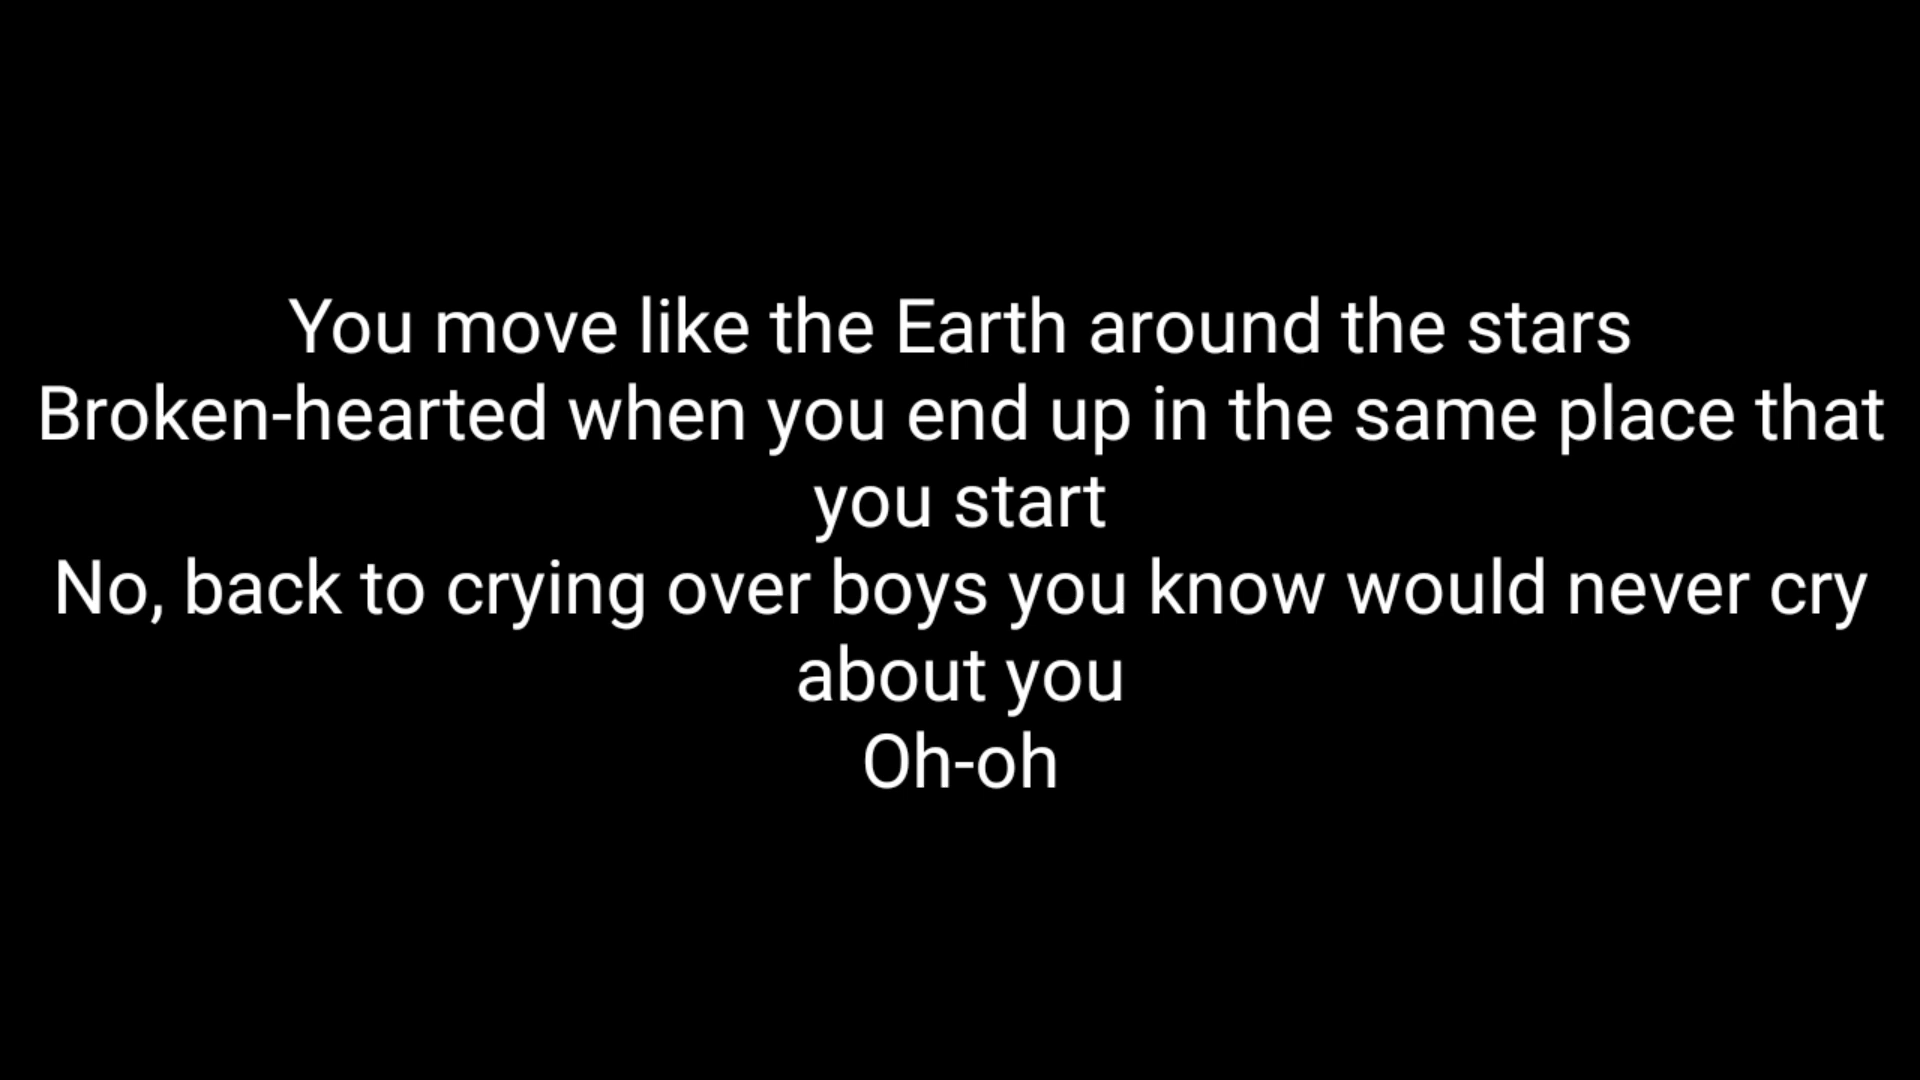 You move like the Earth around the stars
Broken-hearted when you end up in the same place that
you start
No, back to crying over boys you know would never cry
about you
Oh-oh